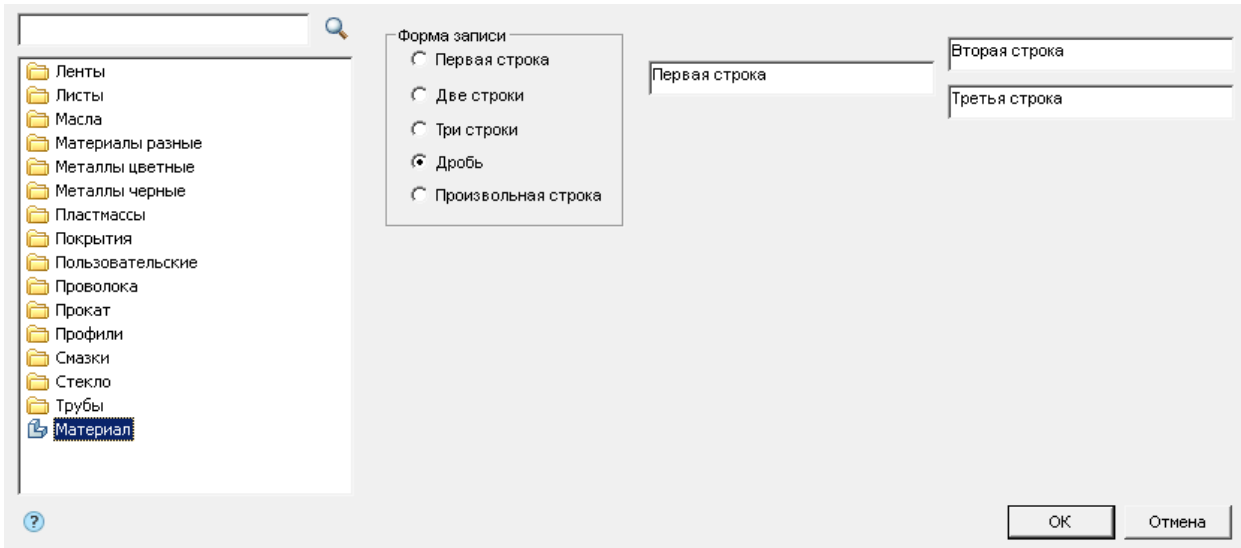 Ленты
Листы
Масла
Материалы разные
Металлы цветные
Металлы черные
Пластмассы
Покрытия
Пользовательские
Проволока
Прокат
Профили
Смазки
Стекло
Трубы
Материал
Форма записи
Первая строка
Две строки
Три строки
Дробь
Произвольная строка
Первая строка
Вторая строка
Третья строка
?
ОК
Отмена